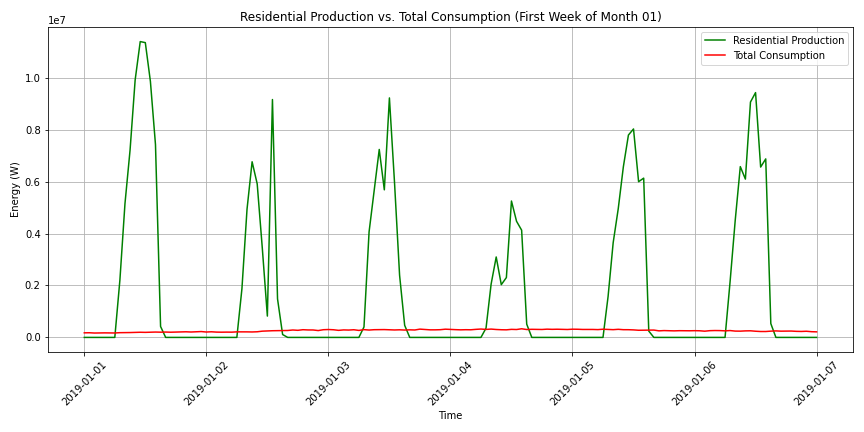 Residential Production vs. Total Consumption (First Week of Month 01)
1e7
Residential Production
Total Consumption
1.0
0.8
0.6
0.4
0.2
0.0
Energy (W)
2019-01-01
2019-01-02
2019-01-03
2019-01-04
2019-01-05
2019-01-06
2019-01-07
Time